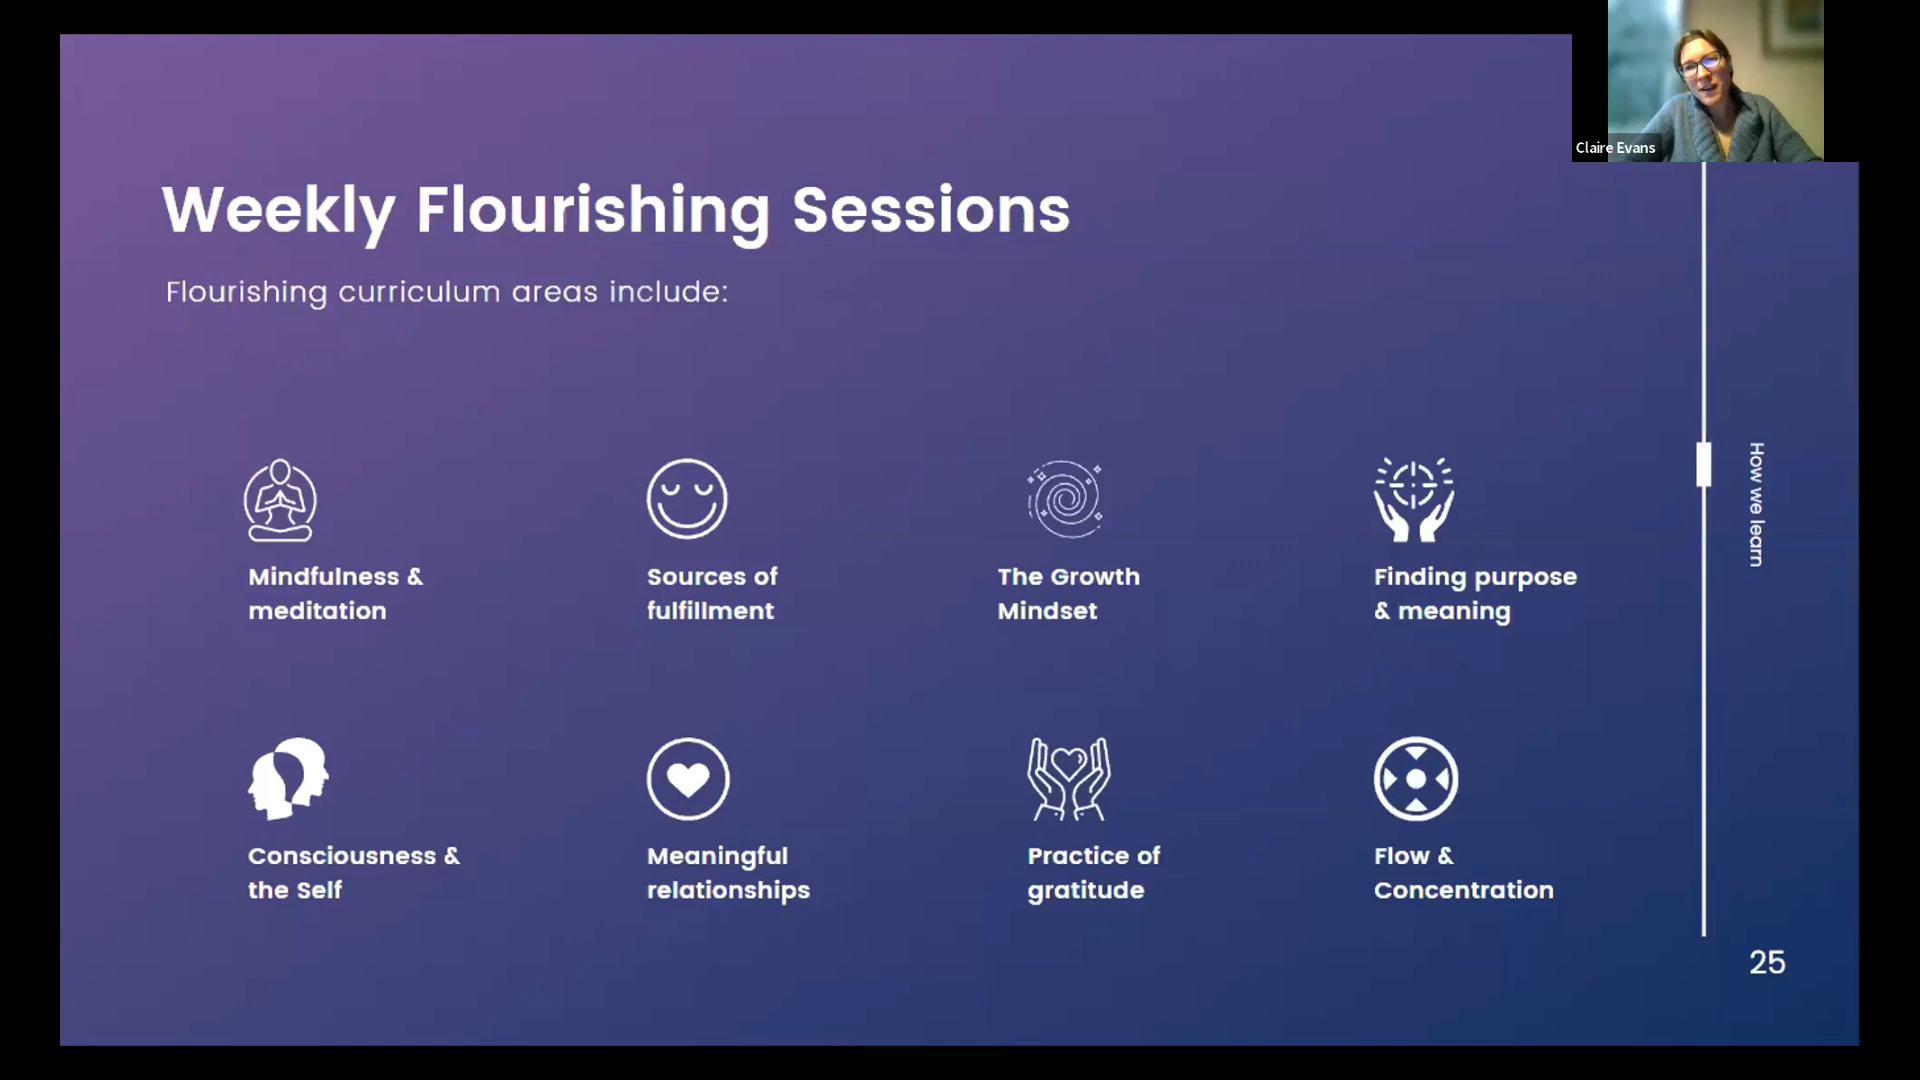 Claire Evans
Weekly Flourishing Sessions
Flourishing curriculum areas include:
Mindfulness &
meditation
Sources of
fulfillment
The Growth
Mindset
Finding purpose
& meaning
How we learn
Consciousness &
the Self
Meaningful
relationships
Practice of
gratitude
Flow &
Concentration
25